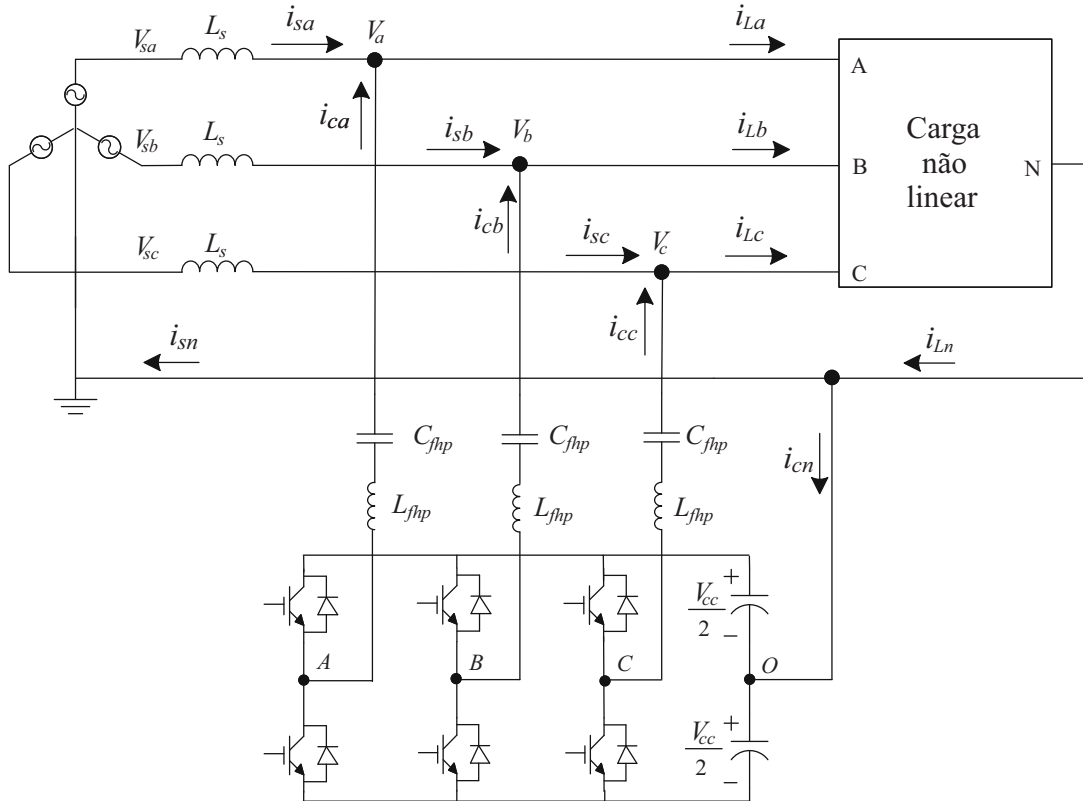 i_sa V_a i_La
V_sa L_s
A
i_ca
V_sb L_s i_sb V_b i_Lb
Carga
não
linear
B N
i_cb
V_sc L_s i_sc V_c i_Lc
C
i_cc
i_sn i_Ln
C_fhp C_fhp C_fhp
i_cn
L_fhp L_fhp L_fhp
V_cc/2 + −
A B C O
V_cc/2 + −